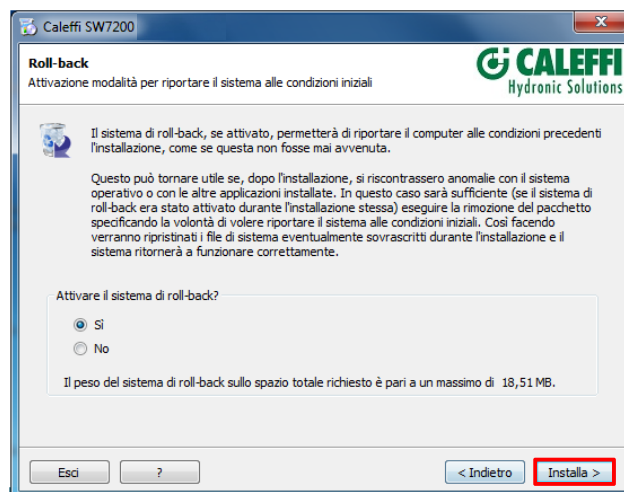 Caleffi SW7200
Roll-back
Attivazione modalità per riportare il sistema alle condizioni iniziali
CALEFFI
Hydronic Solutions
Il sistema di roll-back, se attivato, permetterà di riportare il computer alle condizioni precedenti
l'installazione, come se questa non fosse mai avvenuta.
Questo può tornare utile se, dopo l'installazione, si riscontrassero anomalie con il sistema
operativo o con le altre applicazioni installate. In questo caso sarà sufficiente (se il sistema di
roll-back era stato attivato durante l'installazione stessa) eseguire la rimozione del pacchetto
specificando la volontà di volere riportare il sistema alle condizioni iniziali. Così facendo
verranno ripristinati i file di sistema eventualmente sovrascritti durante l'installazione e il
sistema ritornerà a funzionare correttamente.
Attivare il sistema di roll-back?
Sì
No
Il peso del sistema di roll-back sullo spazio totale richiesto è pari a un massimo di 18,51 MB.
Esci
?
< Indietro
Installa >